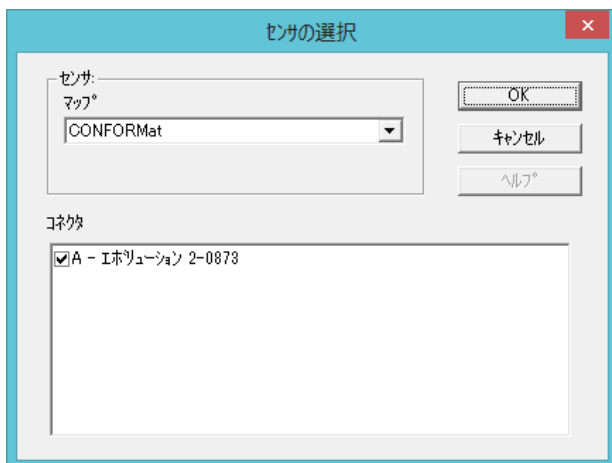 センサの選択
センサ:
マップ
CONFORMat
OK
キャンセル
ヘルプ
コネクタ
A - エボリューション 2-0873